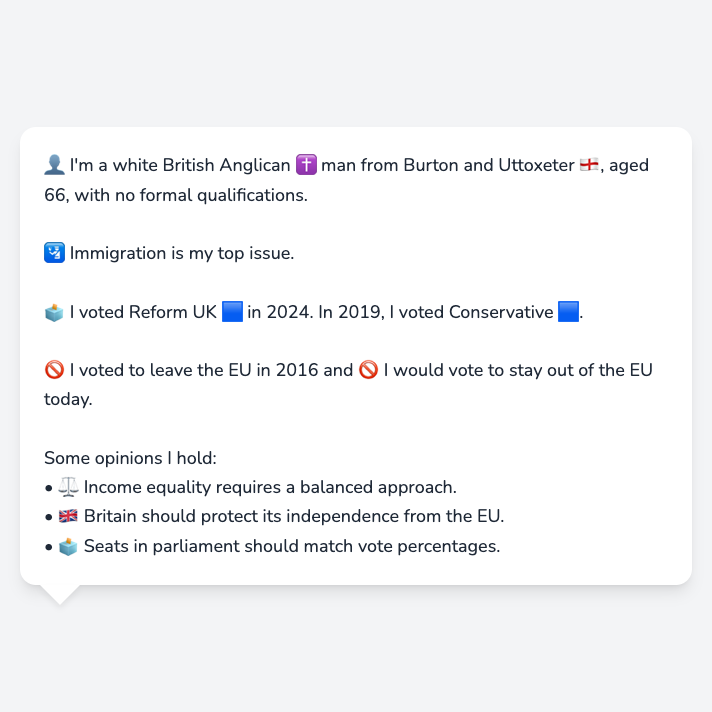 👤 I'm a white British Anglican ✝️ man from Burton and Uttoxeter 🏴󠁧󠁢󠁥󠁮󠁧󠁿, aged
66, with no formal qualifications.
🛂 Immigration is my top issue.
🗳️ I voted Reform UK 🟦 in 2024. In 2019, I voted Conservative 🟦.
🚫 I voted to leave the EU in 2016 and 🚫 I would vote to stay out of the EU
today.
Some opinions I hold:
• ⚖️ Income equality requires a balanced approach.
• 🇬🇧 Britain should protect its independence from the EU.
• 🗳️ Seats in parliament should match vote percentages.